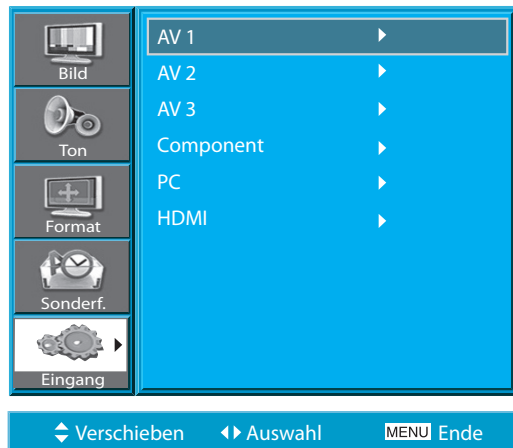 Bild
Ton
Format
Sonderf.
Eingang
AV 1
AV 2
AV 3
Component
PC
HDMI
Verschieben Auswahl MENU Ende